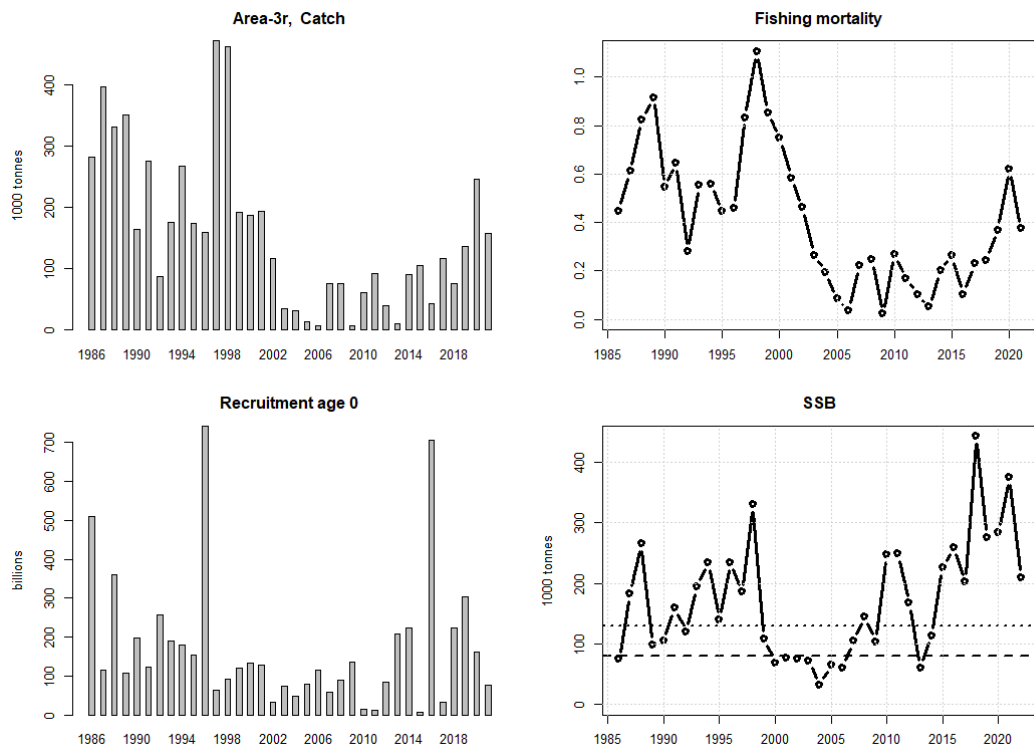 Area-3r, Catch
1000 tonnes
0 100 200 300 400
1986 1990 1994 1998 2002 2006 2010 2014 2018
Fishing mortality
0.0 0.2 0.4 0.6 0.8 1.0
1985 1990 1995 2000 2005 2010 2015 2020
Recruitment age 0
billions
0 100 200 300 400 500 600 700
1986 1990 1994 1998 2002 2006 2010 2014 2018
SSB
1000 tonnes
0 100 200 300 400
1985 1990 1995 2000 2005 2010 2015 2020